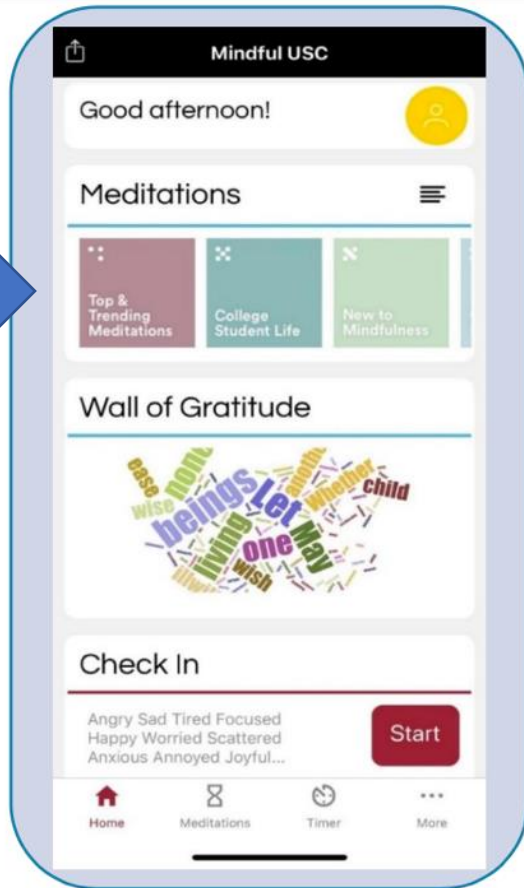 Mindful USC
Good afternoon!
Meditations
Top &
Trending
Meditations
College
Student Life
New to
Mindfulness
Wall of Gratitude
ease
wise
none
beings
Let
another
Whether
child
living
one
May
wish
Check In
Angry Sad Tired Focused
Happy Worried Scattered
Anxious Annoyed Joyful...
Start
Home
Meditations
Timer
More